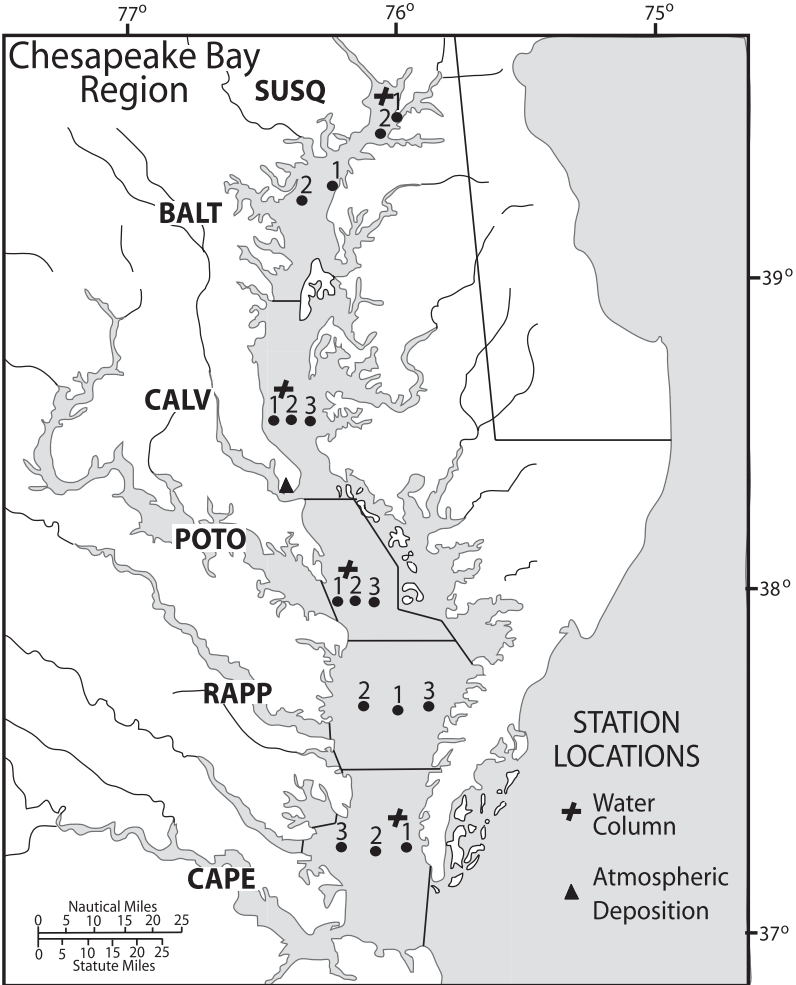 77° 76° 75°
Chesapeake Bay
Region
SUSQ
1
2
1
2
BALT
39°
CALV
1 2 3
POTO
38°
1 2 3
RAPP
2 1 3
STATION
LOCATIONS
Water
Column
3 2 1
CAPE
Atmospheric
Deposition
Nautical Miles
0 5 10 15 20 25
37°
0 5 10 15 20 25
Statute Miles